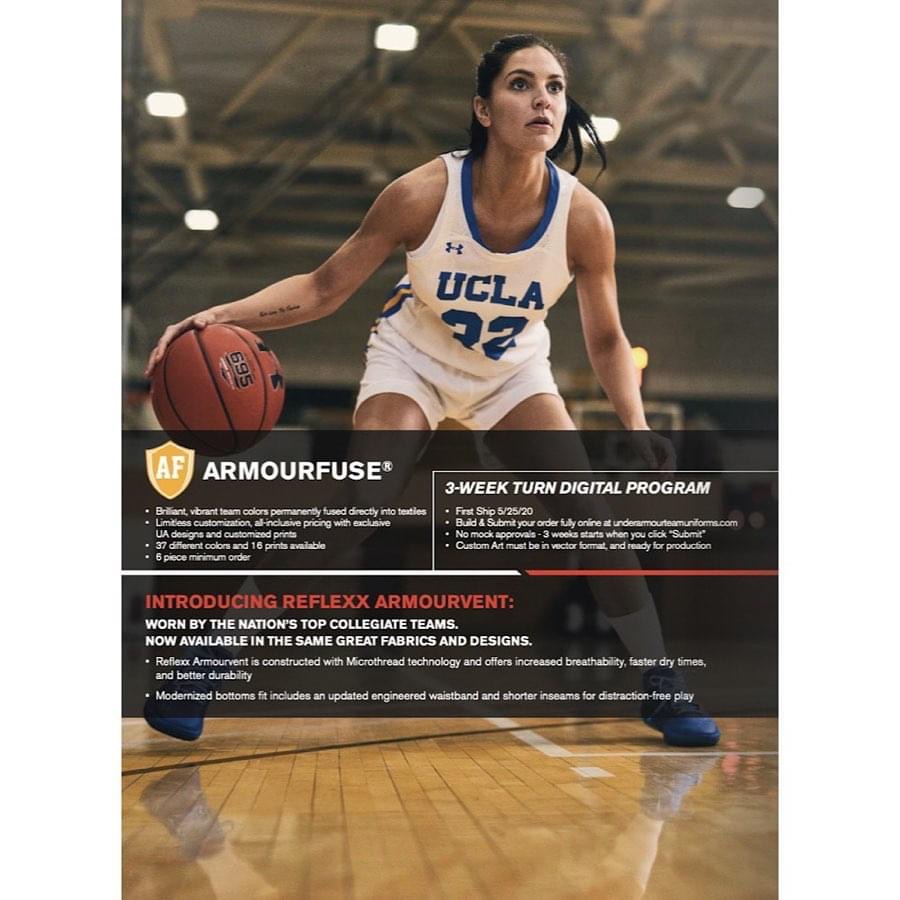 UCLA
32
695
AF ARMOURFUSE®
• Brilliant, vibrant team colors permanently fused directly into textiles
• Limitless customization, all-inclusive pricing with exclusive
UA designs and customized prints
• 37 different colors and 16 prints available
• 6 piece minimum order
3-WEEK TURN DIGITAL PROGRAM
• First Ship 5/25/20
• Build & Submit your order fully online at underarmourteamuniforms.com
• No mock approvals - 3 weeks starts when you click "Submit"
• Custom Art must be in vector format, and ready for production
INTRODUCING REFLEXX ARMOURVENT:
WORN BY THE NATION'S TOP COLLEGIATE TEAMS.
NOW AVAILABLE IN THE SAME GREAT FABRICS AND DESIGNS.
• Reflexx Armourvent is constructed with Microthread technology and offers increased breathability, faster dry times,
and better durability
• Modernized bottoms fit includes an updated engineered waistband and shorter inseams for distraction-free play